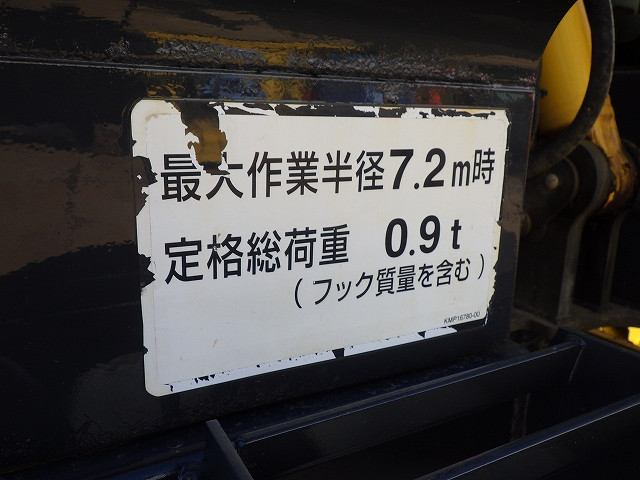 最大作業半径7.2m時
定格総荷重 0.9t
(フック質量を含む)
KMP16780-00